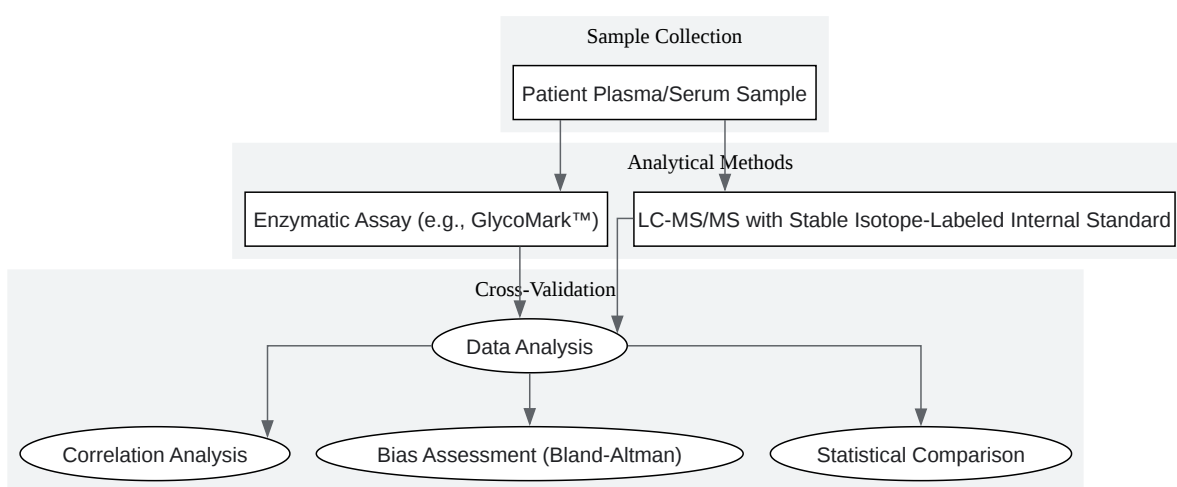 Sample Collection
Patient Plasma/Serum Sample
Analytical Methods
Enzymatic Assay (e.g., GlycoMark™)
LC-MS/MS with Stable Isotope-Labeled Internal Standard
Cross-Validation
Data Analysis
Correlation Analysis
Bias Assessment (Bland-Altman)
Statistical Comparison